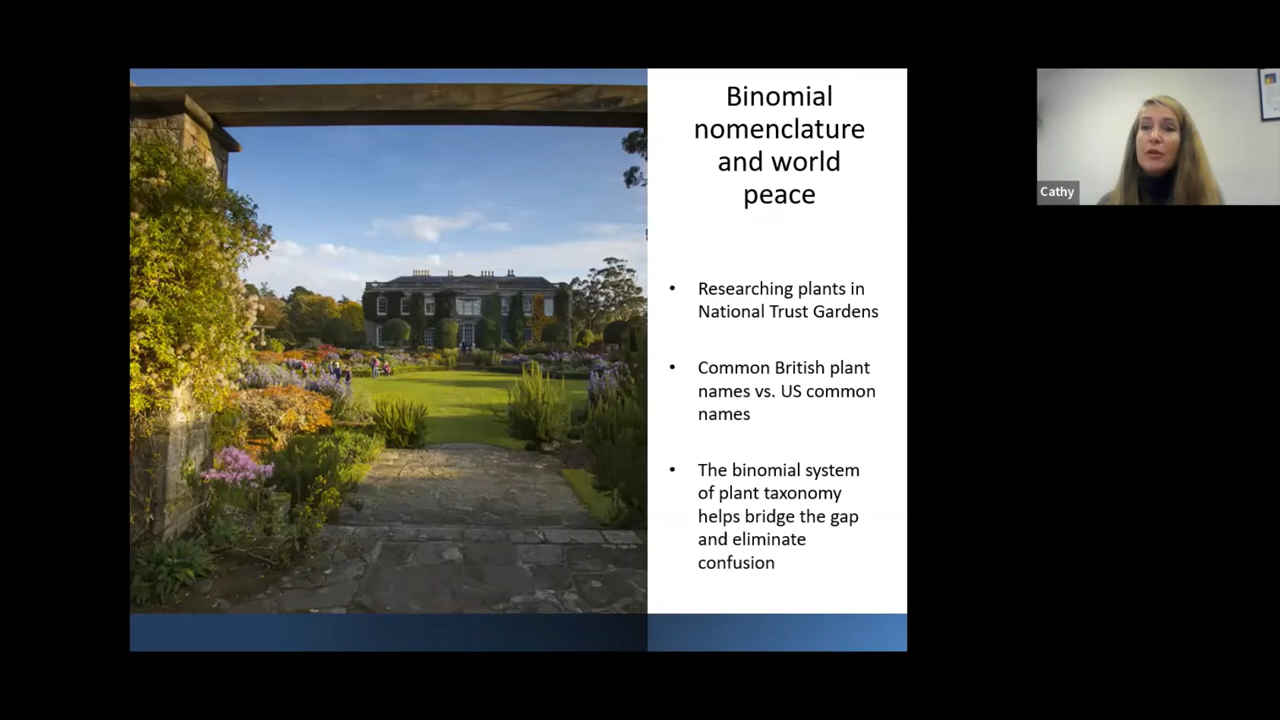 Binomial
nomenclature
and world
peace
• Researching plants in
National Trust Gardens
• Common British plant
names vs. US common
names
• The binomial system
of plant taxonomy
helps bridge the gap
and eliminate
confusion
Cathy